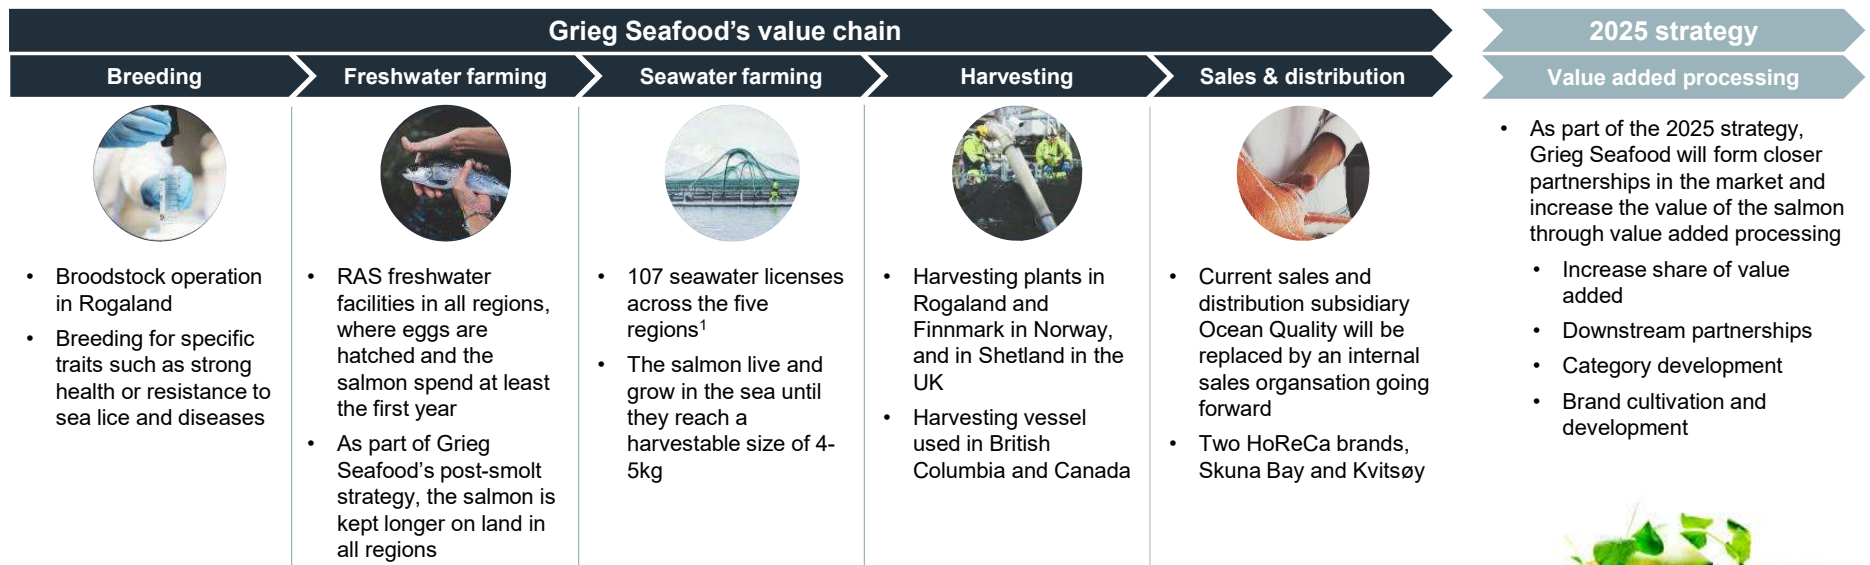 Grieg Seafood's value chain
Breeding
Freshwater farming
Seawater farming
Harvesting
Sales & distribution
• Broodstock operation
in Rogaland
• Breeding for specific
traits such as strong
health or resistance to
sea lice and diseases
• RAS freshwater
facilities in all regions,
where eggs are
hatched and the
salmon spend at least
the first year
• As part of Grieg
Seafood's post-smolt
strategy, the salmon is
kept longer on land in
all regions
• 107 seawater licenses
across the five
regions¹
• The salmon live and
grow in the sea until
they reach a
harvestable size of 4-
5kg
• Harvesting plants in
Rogaland and
Finnmark in Norway,
and in Shetland in the
UK
• Harvesting vessel
used in British
Columbia and Canada
• Current sales and
distribution subsidiary
Ocean Quality will be
replaced by an internal
sales organsation going
forward
• Two HoReCa brands,
Skuna Bay and Kvitsøy
2025 strategy
Value added processing
• As part of the 2025 strategy,
Grieg Seafood will form closer
partnerships in the market and
increase the value of the salmon
through value added processing
• Increase share of value
added
• Downstream partnerships
• Category development
• Brand cultivation and
development